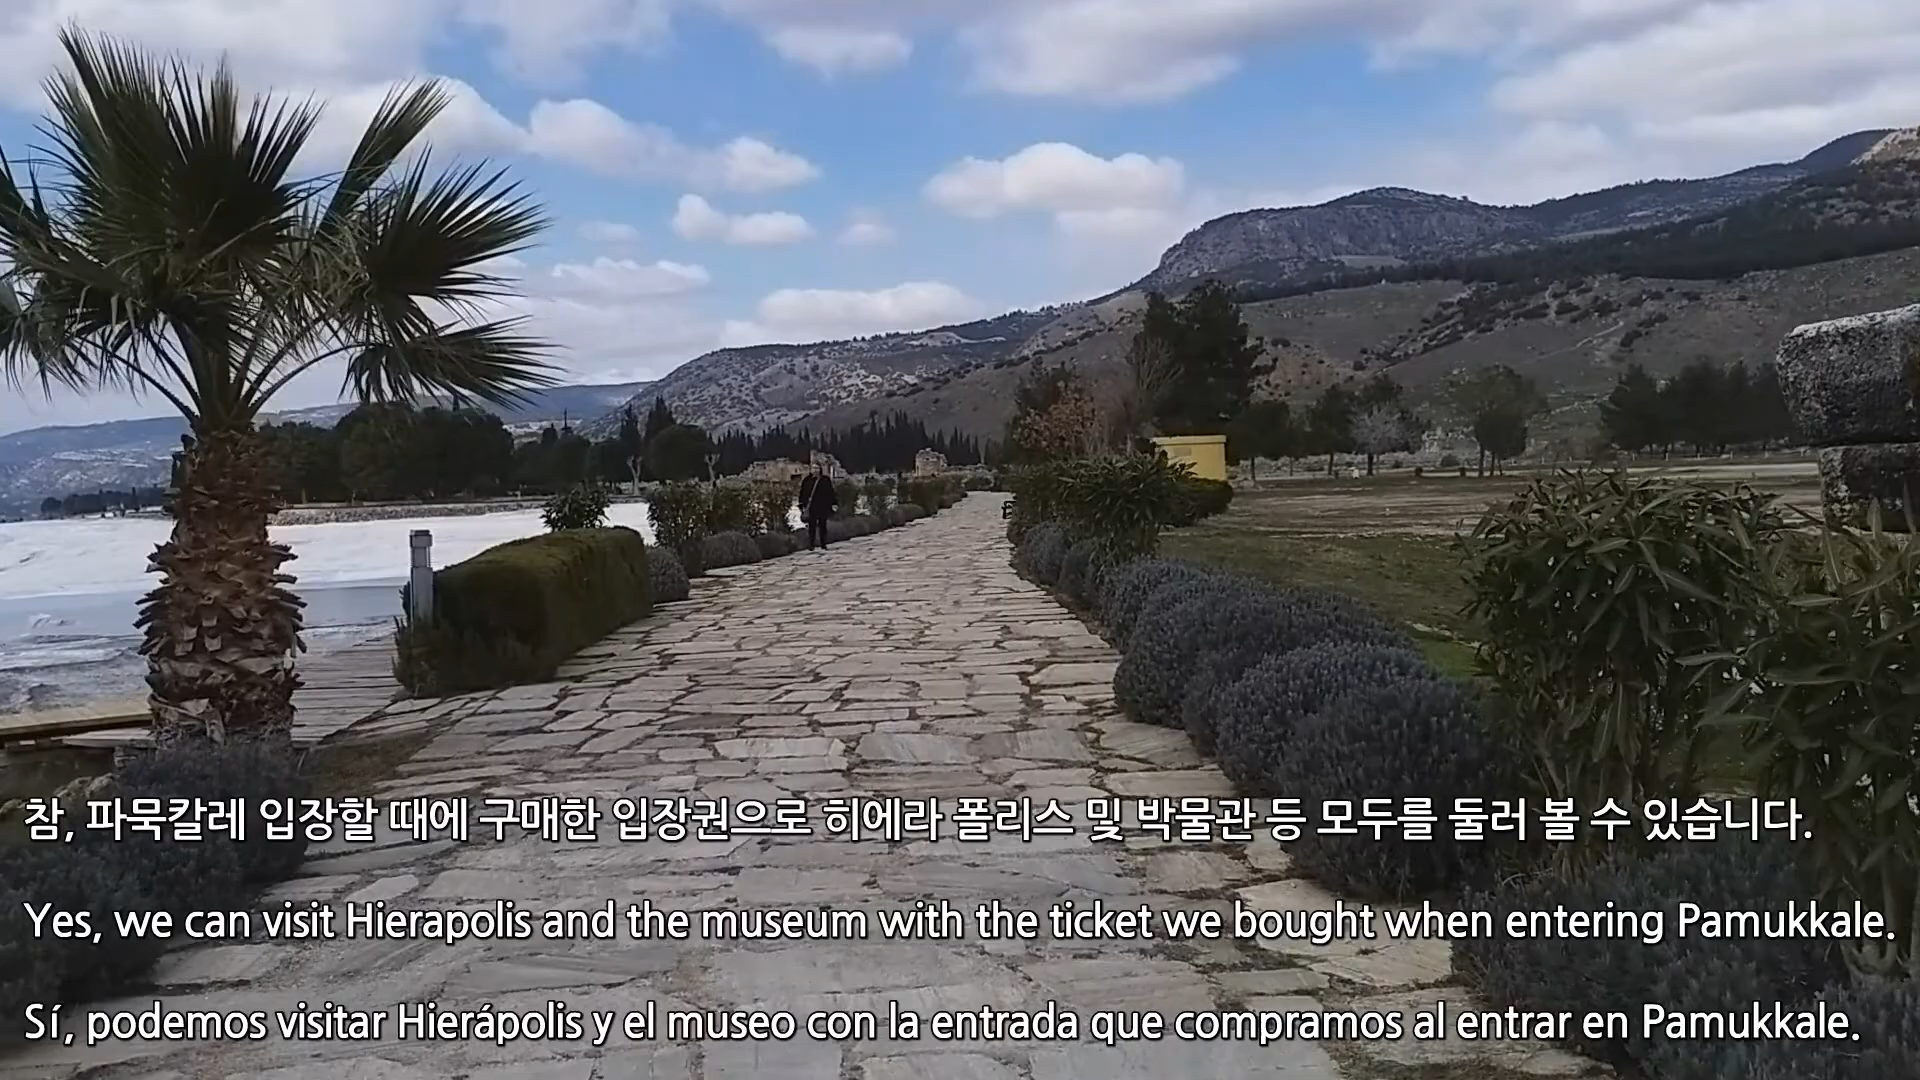 참, 파묵칼레 입장할 때에 구매한 입장권으로 히에라 폴리스 및 박물관 등 모두를 둘러 볼 수 있습니다.
Yes, we can visit Hierapolis and the museum with the ticket we bought when entering Pamukkale.
Sí, podemos visitar Hierápolis y el museo con la entrada que compramos al entrar en Pamukkale.